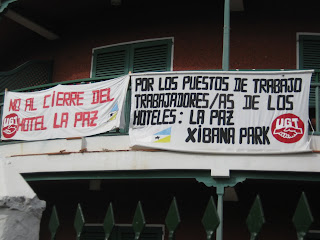 NO AL CIERRE DEL
HOTEL LA PAZ
UGT
POR LOS PUESTOS DE TRABAJO
TRABAJADORES/AS DE LOS
HOTELES: LA PAZ
XIBANA PARK
UGT